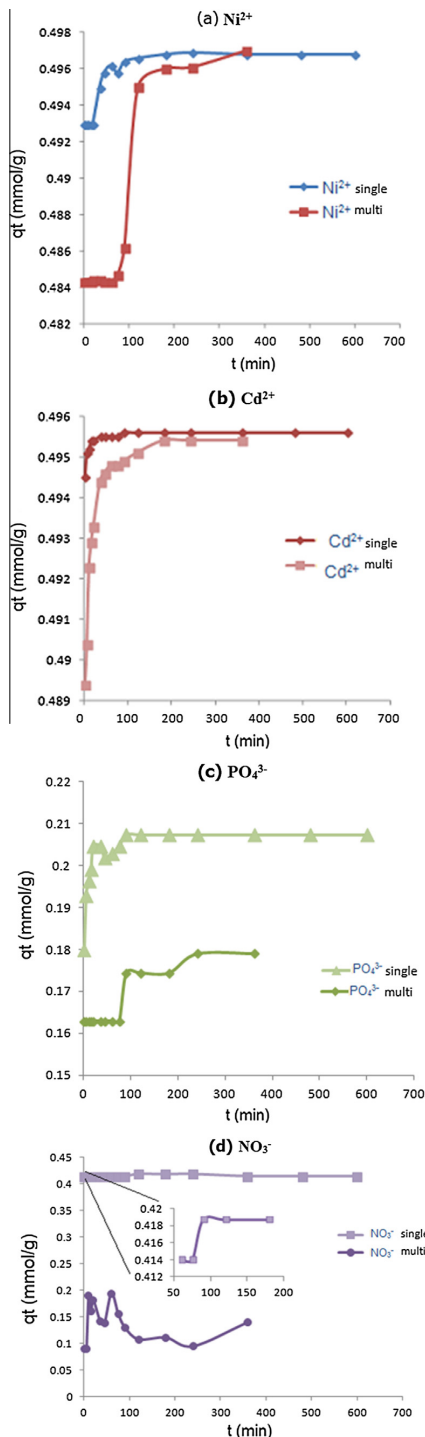 (a) Ni²⁺
0.498
0.496
0.494
0.492
0.49
0.488
0.486
0.484
0.482
qt (mmol/g)
Ni²⁺ single
Ni²⁺ multi
0 100 200 300 400 500 600 700
t (min)
(b) Cd²⁺
0.496
0.495
0.494
0.493
0.492
0.491
0.49
0.489
qt (mmol/g)
Cd²⁺ single
Cd²⁺ multi
0 100 200 300 400 500 600 700
t (min)
(c) PO₄³⁻
0.22
0.21
0.2
0.19
0.18
0.17
0.16
0.15
qt (mmol/g)
PO₄³⁻ single
PO₄³⁻ multi
0 100 200 300 400 500 600 700
t (min)
(d) NO₃⁻
0.45
0.4
0.35
0.3
0.25
0.2
0.15
0.1
0.05
0
qt (mmol/g)
0.42
0.418
0.416
0.414
0.412
50 100 150 200
NO₃⁻ single
NO₃⁻ multi
0 100 200 300 400 500 600 700
t (min)